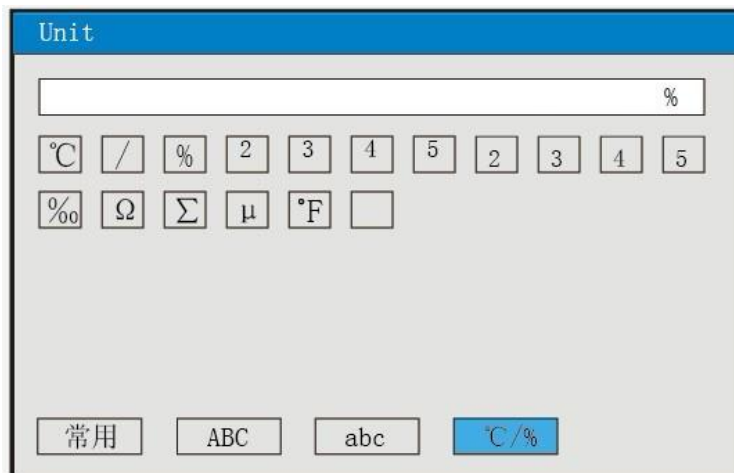 Unit
%
℃ / % ² ³ ⁴ ⁵ ₂ ₃ ₄ ₅
‰ Ω Σ μ ℉
常用 ABC abc ℃/%